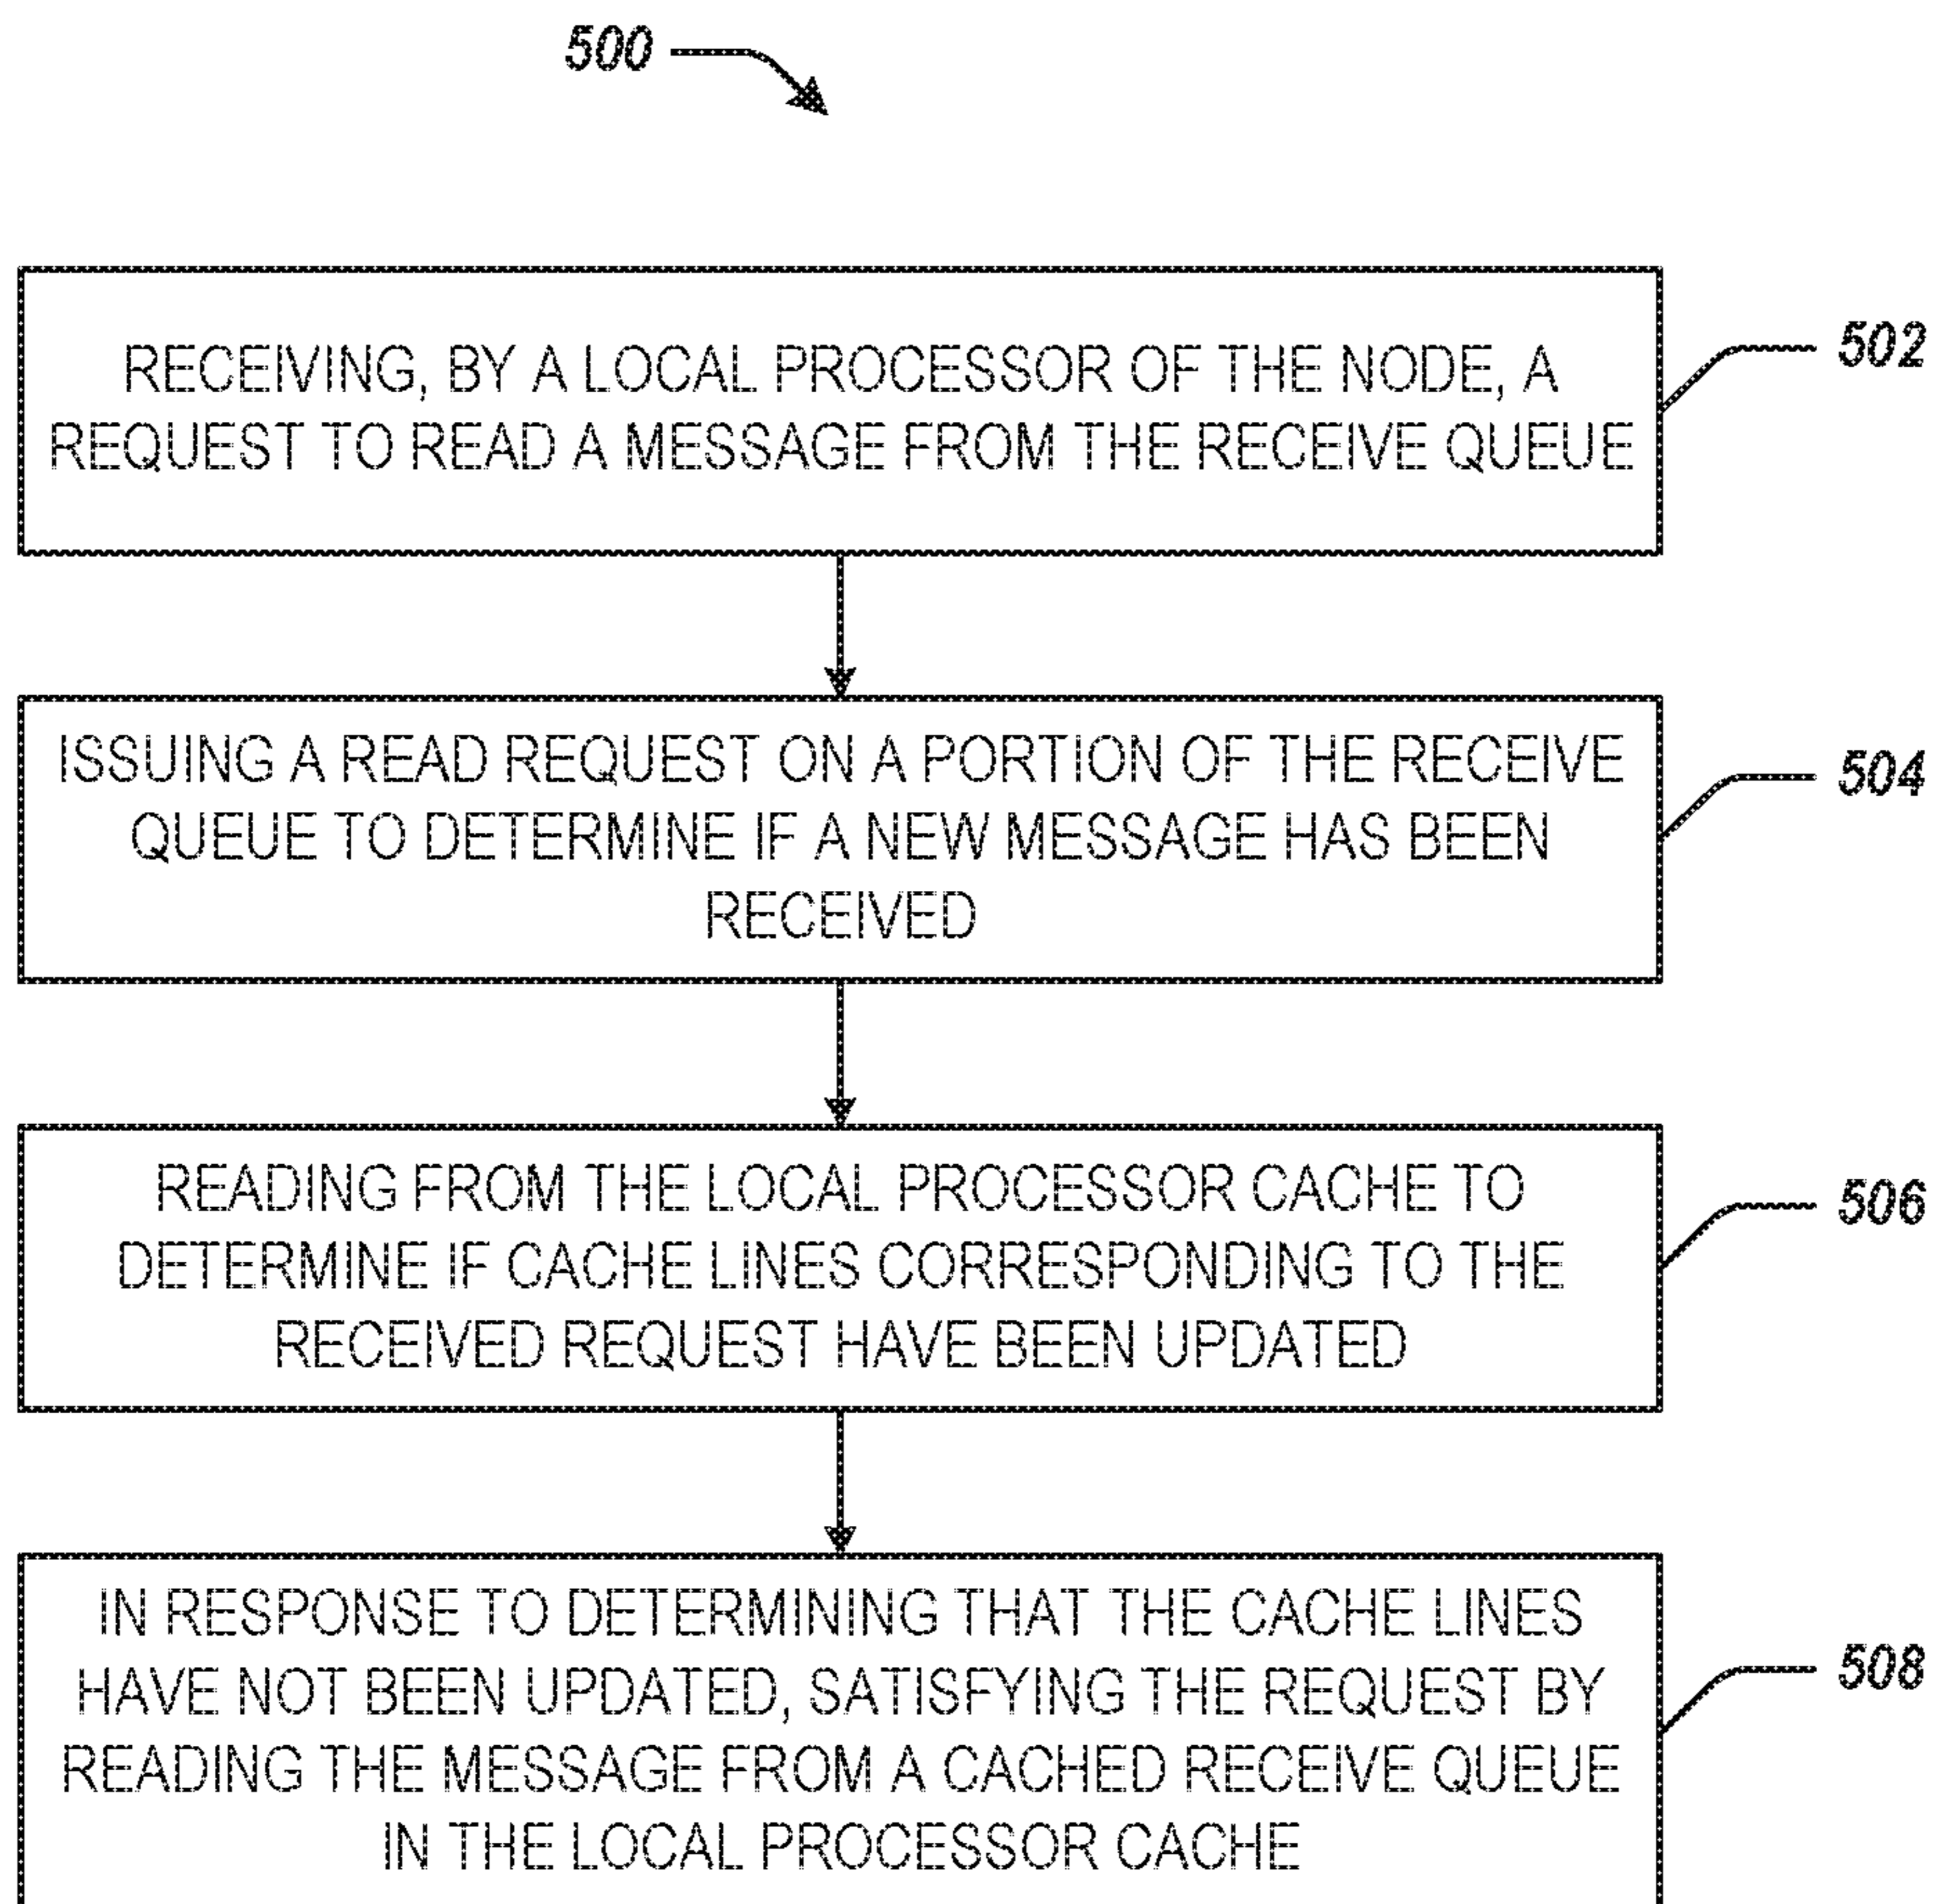 500
RECEIVING, BY A LOCAL PROCESSOR OF THE NODE, A
REQUEST TO READ A MESSAGE FROM THE RECEIVE QUEUE
502
ISSUING A READ REQUEST ON A PORTION OF THE RECEIVE
QUEUE TO DETERMINE IF A NEW MESSAGE HAS BEEN
RECEIVED
504
READING FROM THE LOCAL PROCESSOR CACHE TO
DETERMINE IF CACHE LINES CORRESPONDING TO THE
RECEIVED REQUEST HAVE BEEN UPDATED
506
IN RESPONSE TO DETERMINING THAT THE CACHE LINES
HAVE NOT BEEN UPDATED, SATISFYING THE REQUEST BY
READING THE MESSAGE FROM A CACHED RECEIVE QUEUE
IN THE LOCAL PROCESSOR CACHE
508